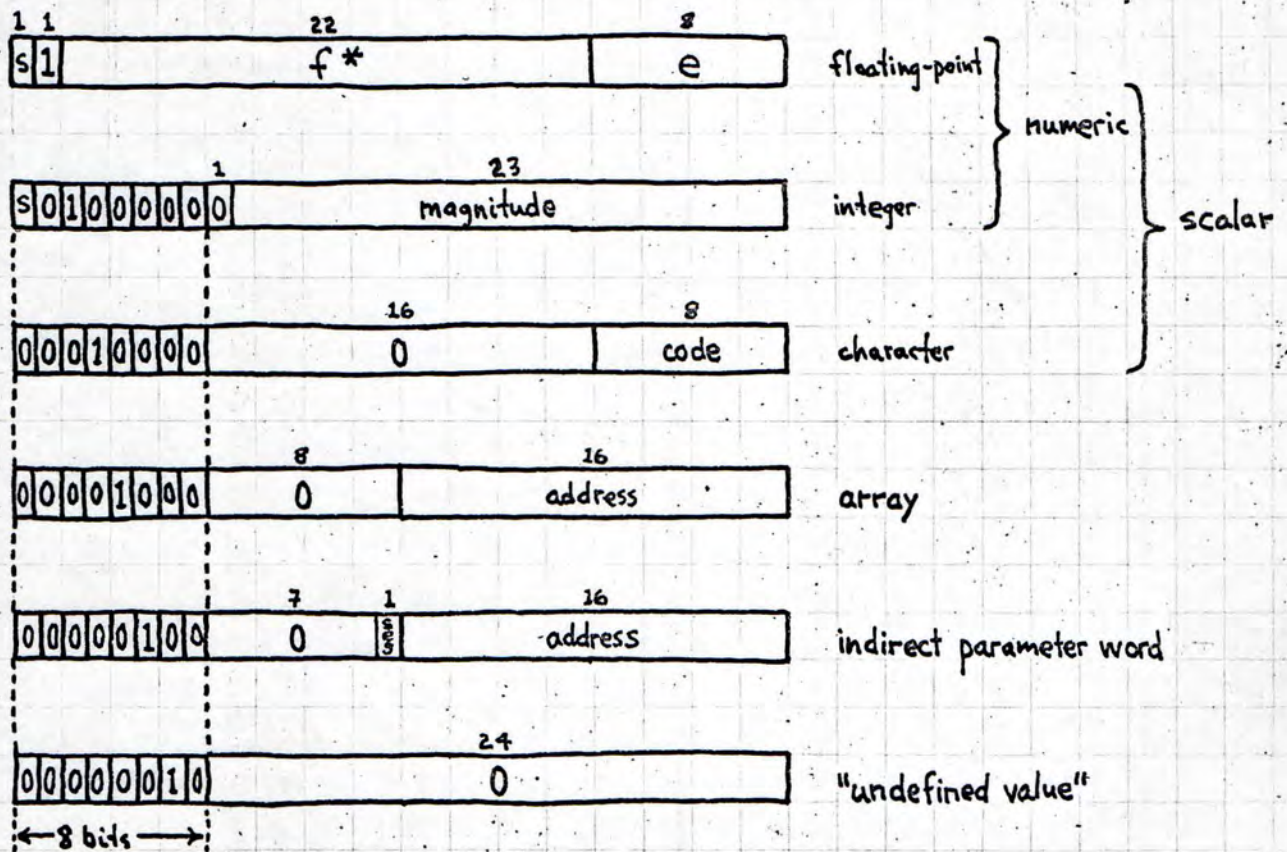 1 1 22 8
s 1 f* e floating-point
numeric
1 23
s 0 1 0 0 0 0 0 0 magnitude integer
scalar
16 8
0 0 0 1 0 0 0 0 0 code character
8 16
0 0 0 0 1 0 0 0 0 address array
7 1 16
0 0 0 0 0 1 0 0 0 address indirect parameter word
24
0 0 0 0 0 0 1 0 0 "undefined value"
8 bits